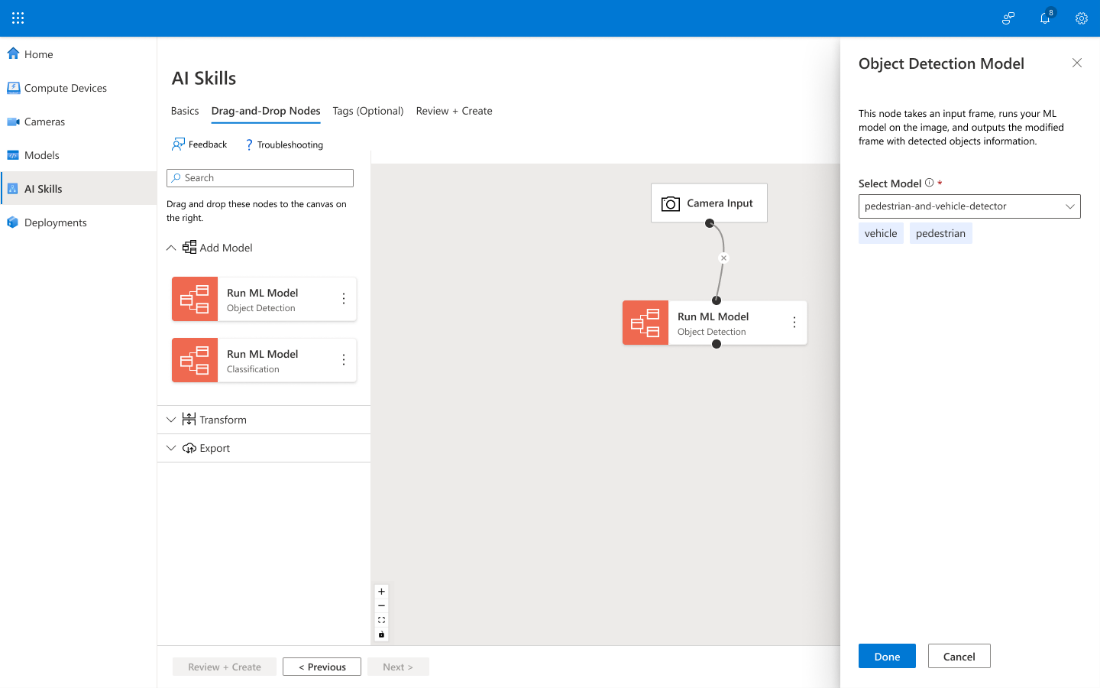 8
Home
Compute Devices
Cameras
Models
AI Skills
Deployments
AI Skills
Basics
Drag-and-Drop Nodes
Tags (Optional)
Review + Create
Feedback
? Troubleshooting
Search
Drag and drop these nodes to the canvas on
the right.
Add Model
Run ML Model
Object Detection
Run ML Model
Classification
Transform
Export
Camera Input
Run ML Model
Object Detection
Review + Create
< Previous
Next >
Object Detection Model
This node takes an input frame, runs your ML
model on the image, and outputs the modified
frame with detected objects information.
Select Model *
pedestrian-and-vehicle-detector
vehicle
pedestrian
Done
Cancel